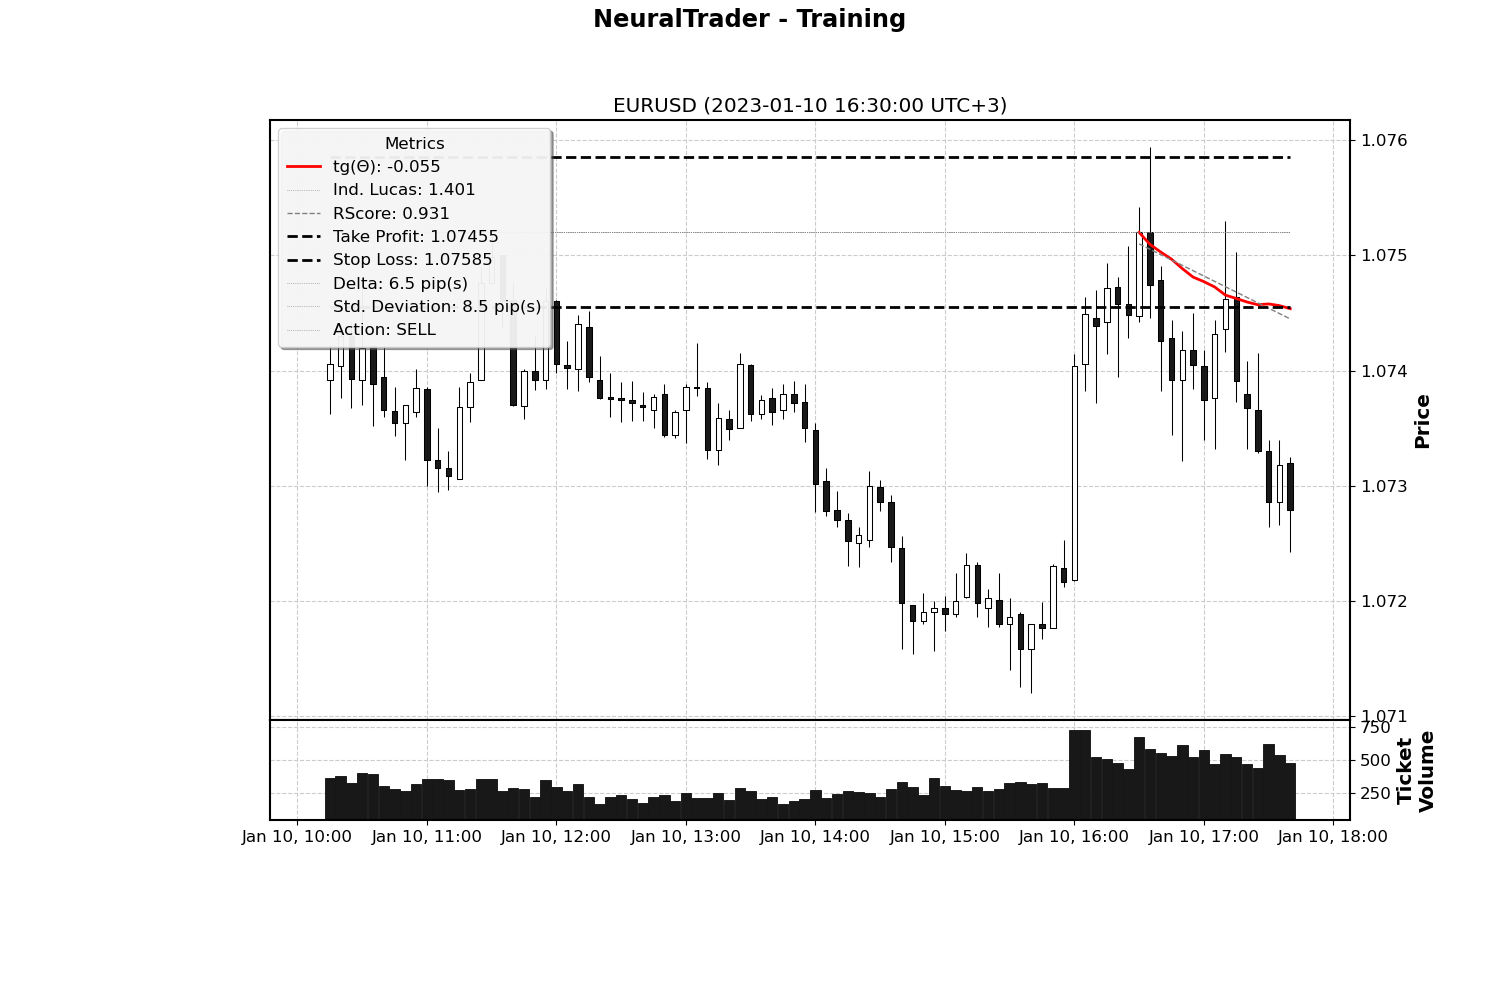 NeuralTrader - Training
EURUSD (2023-01-10 16:30:00 UTC+3)
Metrics
tg(Θ): -0.055
Ind. Lucas: 1.401
RScore: 0.931
Take Profit: 1.07455
Stop Loss: 1.07585
Delta: 6.5 pip(s)
Std. Deviation: 8.5 pip(s)
Action: SELL
1.076
1.075
1.074
1.073
1.072
1.071
Price
750
500
250
Ticket
Volume
Jan 10, 10:00 Jan 10, 11:00 Jan 10, 12:00 Jan 10, 13:00 Jan 10, 14:00 Jan 10, 15:00 Jan 10, 16:00 Jan 10, 17:00 Jan 10, 18:00